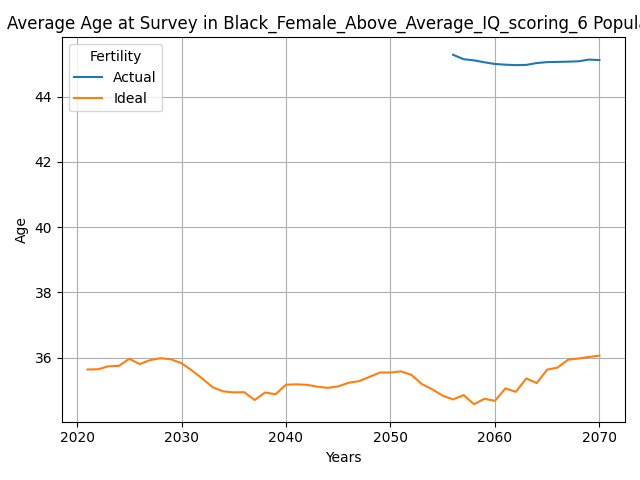 Average Age at Survey in Black_Female_Above_Average_IQ_scoring_6 Popul
Fertility
Actual
Ideal
44
42
40
38
36
Age
2020 2030 2040 2050 2060 2070
Years